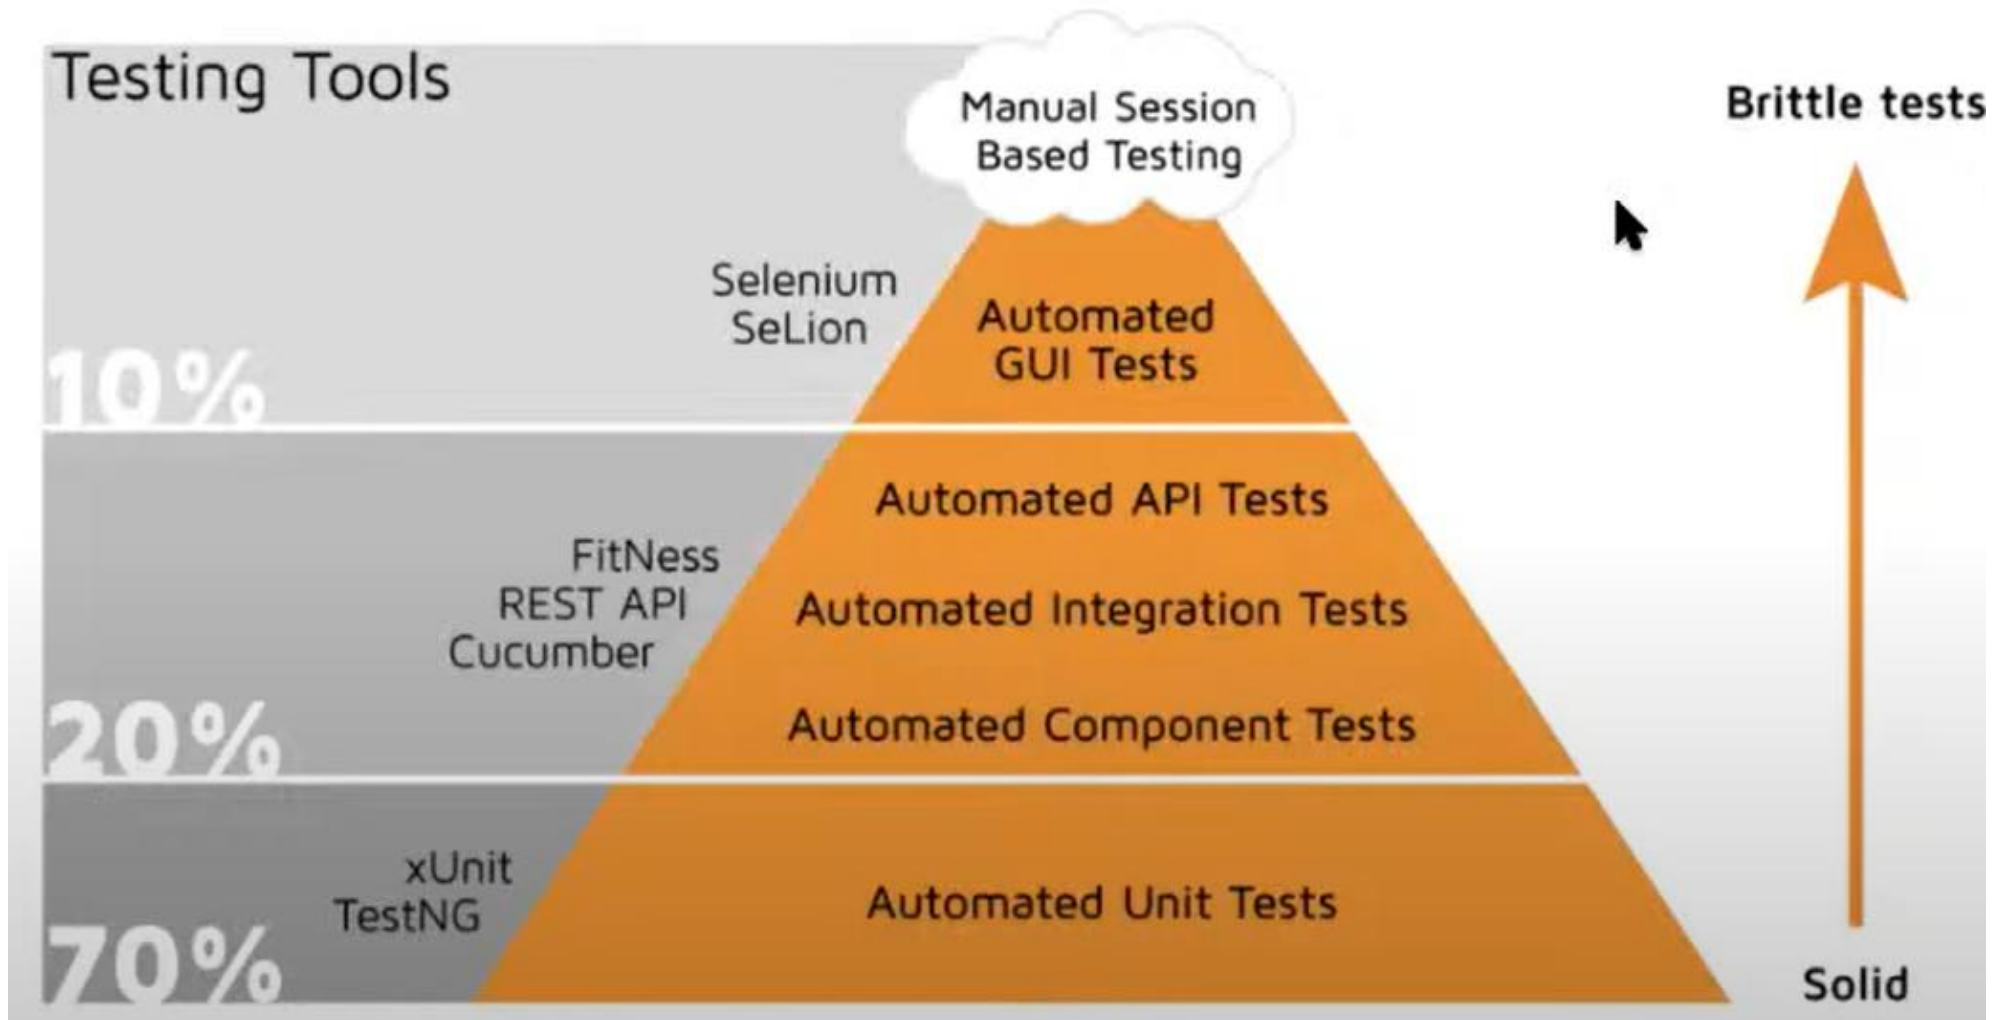 Testing Tools
Manual Session
Based Testing
Brittle tests
Selenium
SeLion
Automated
GUI Tests
10%
Automated API Tests
FitNess
REST API
Cucumber
Automated Integration Tests
Automated Component Tests
20%
xUnit
TestNG
Automated Unit Tests
70%
Solid